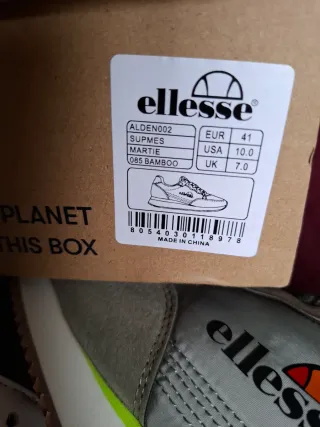 ellesse®
ALDEN002
SUPMES
MARTIE
085 BAMBOO
EUR 41
USA 10.0
UK 7.0
8054030118978
MADE IN CHINA
PLANET
THIS BOX
ellesse